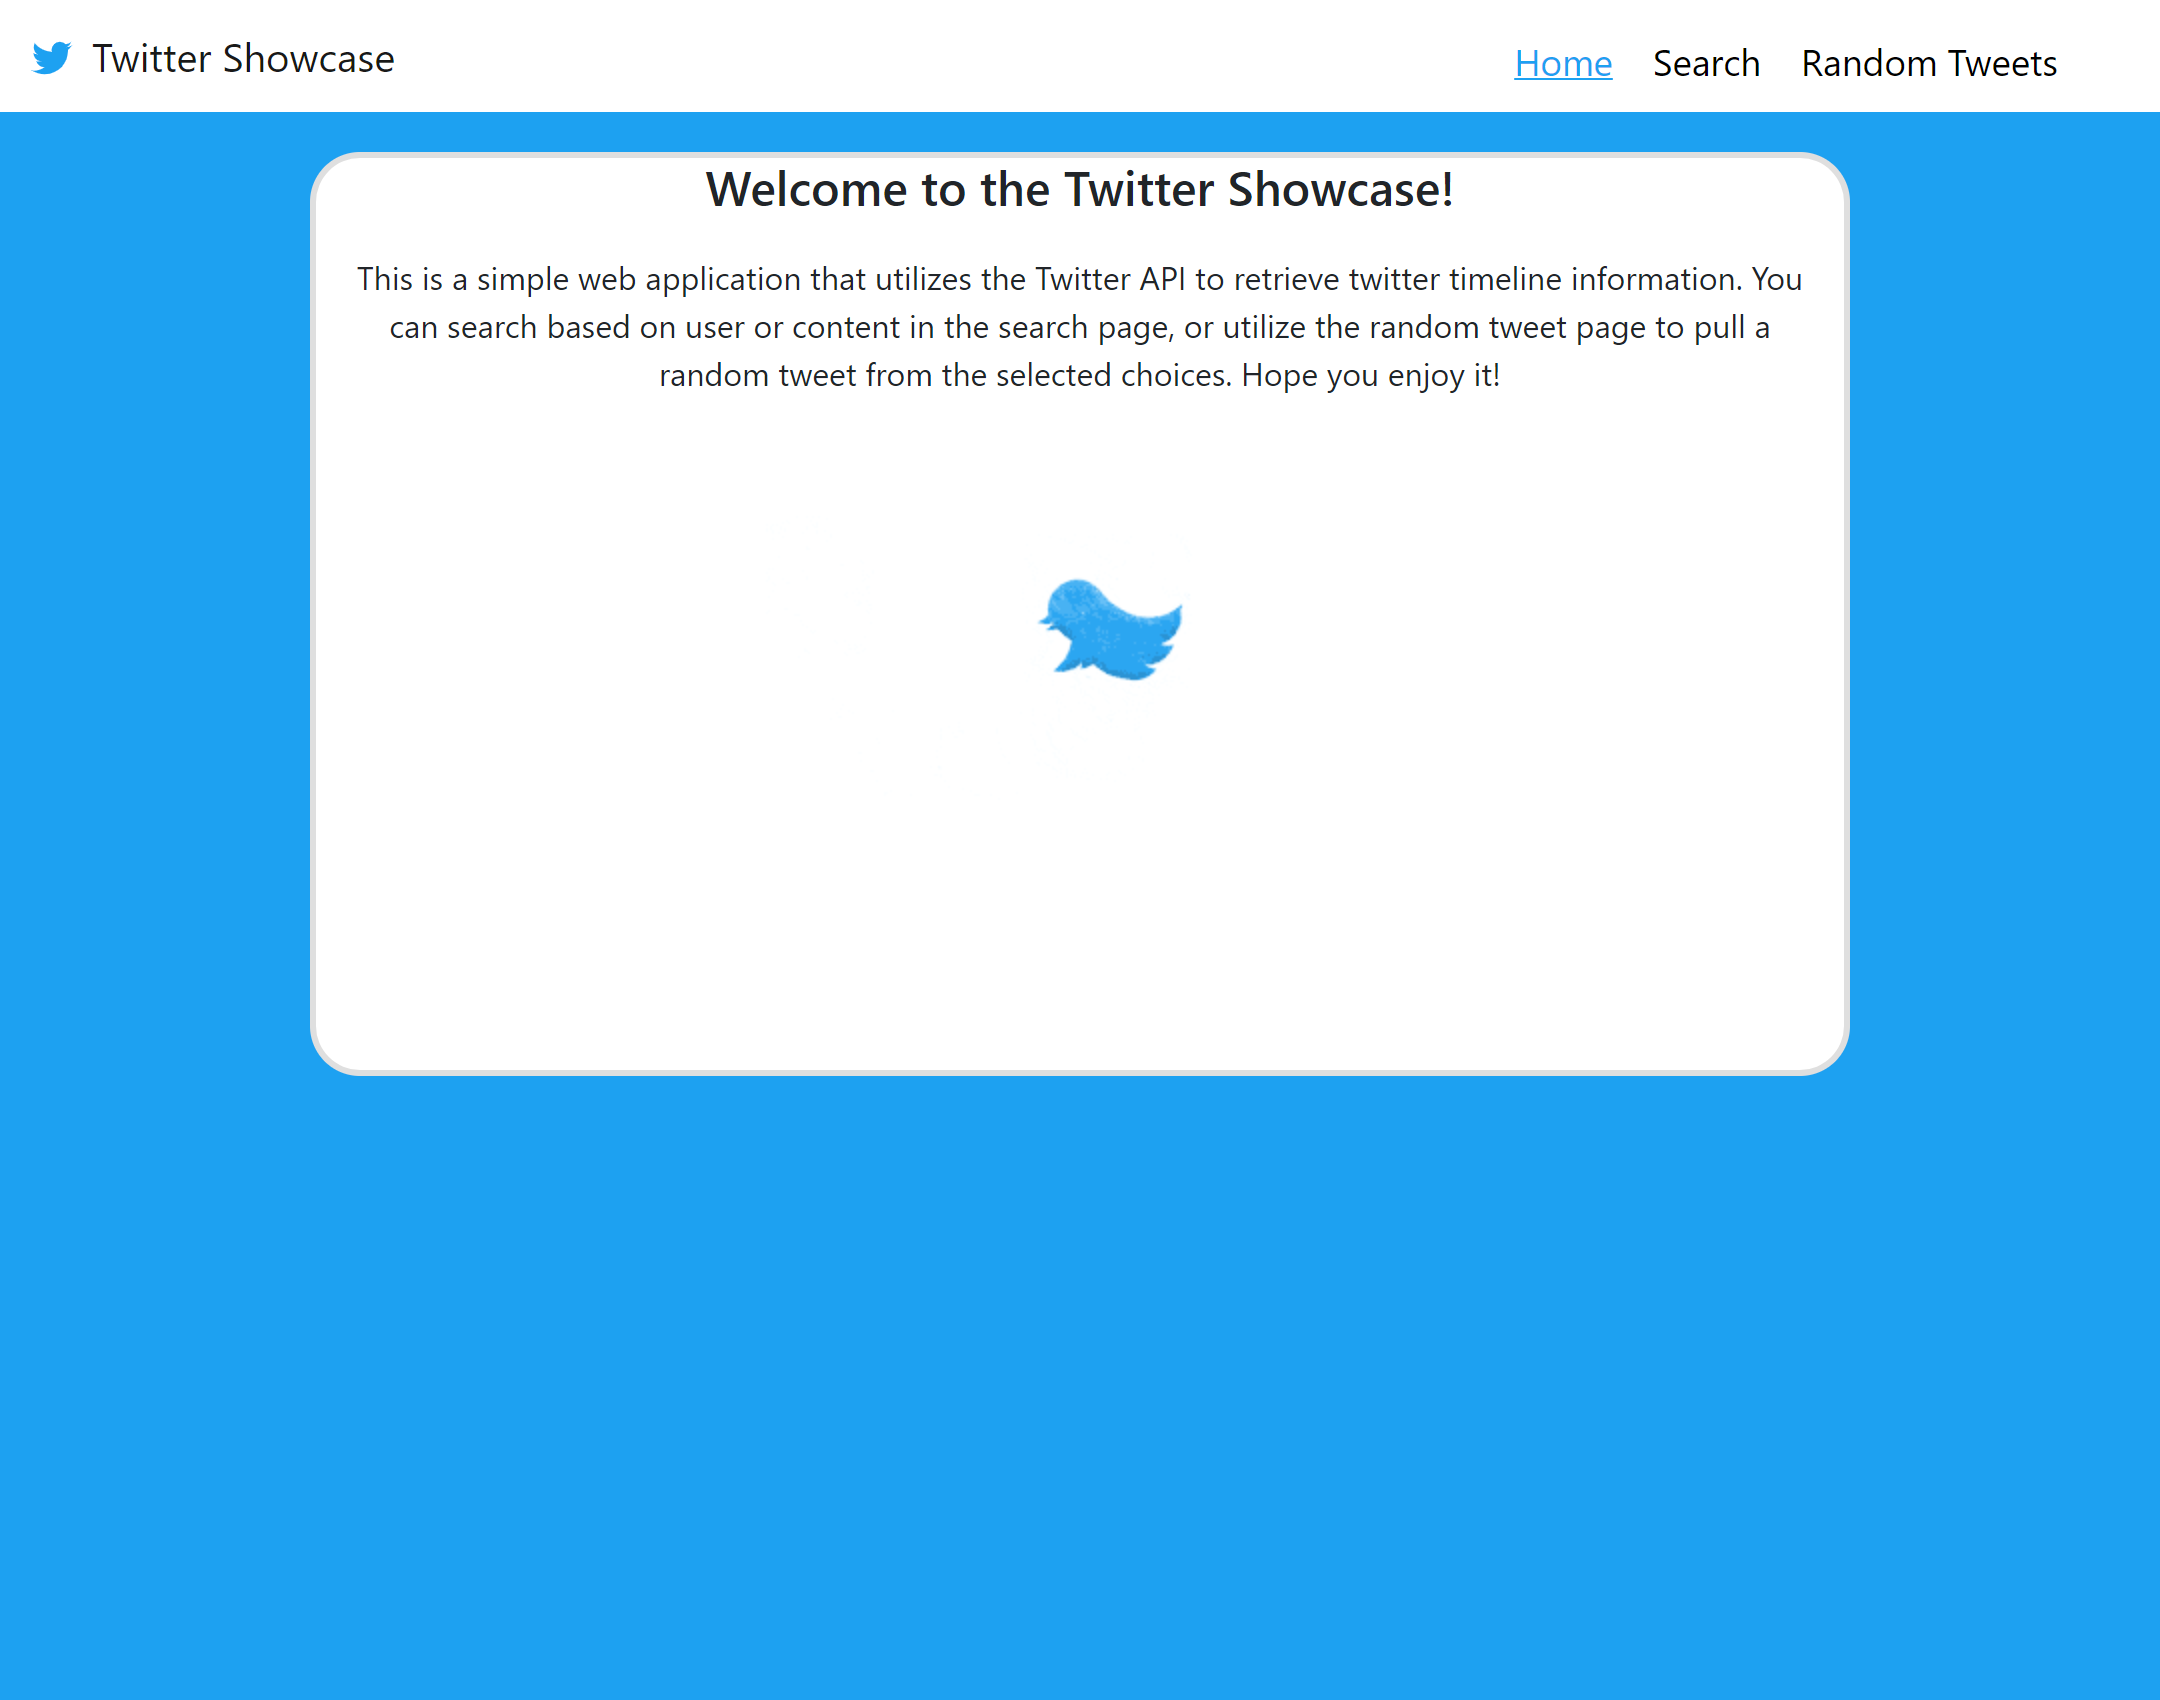 Twitter Showcase
Home Search Random Tweets
Welcome to the Twitter Showcase!
This is a simple web application that utilizes the Twitter API to retrieve twitter timeline information. You
can search based on user or content in the search page, or utilize the random tweet page to pull a
random tweet from the selected choices. Hope you enjoy it!